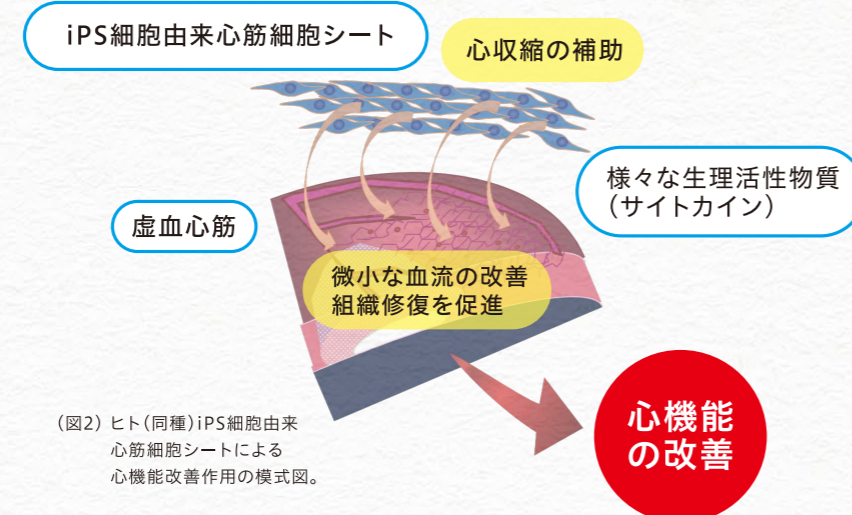 iPS細胞由来心筋細胞シート
心収縮の補助
様々な生理活性物質
（サイトカイン）
虚血心筋
微小な血流の改善
組織修復を促進
心機能
の改善
（図2）ヒト（同種）iPS細胞由来
心筋細胞シートによる
心機能改善作用の模式図。